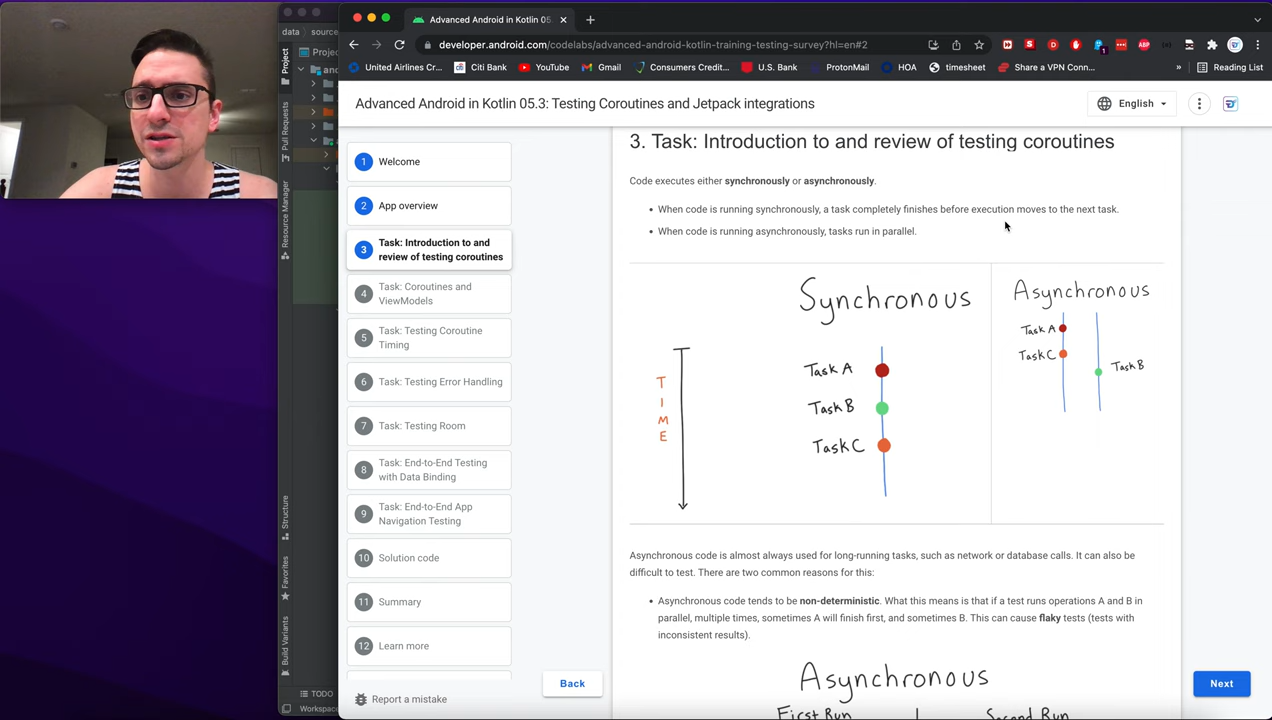 data
source
Project
Pull Requests
Resource Manager
Structure
Favorites
Build Variants
Project
and
TODO
Workspace
Advanced Android in Kotlin 05.
developer.android.com/codelabs/advanced-android-kotlin-training-testing-survey?hl=en#2
United Airlines Cr...
Citi Bank
YouTube
Gmail
Consumers Credit...
U.S. Bank
ProtonMail
HOA
timesheet
Share a VPN Conn...
»
Reading List
Advanced Android in Kotlin 05.3: Testing Coroutines and Jetpack integrations
English
1 Welcome
2 App overview
3 Task: Introduction to and
review of testing coroutines
4 Task: Coroutines and
ViewModels
5 Task: Testing Coroutine
Timing
6 Task: Testing Error Handling
7 Task: Testing Room
8 Task: End-to-End Testing
with Data Binding
9 Task: End-to-End App
Navigation Testing
10 Solution code
11 Summary
12 Learn more
Report a mistake
3. Task: Introduction to and review of testing coroutines
Code executes either synchronously or asynchronously.
• When code is running synchronously, a task completely finishes before execution moves to the next task.
• When code is running asynchronously, tasks run in parallel.
Synchronous
TIME
Task A
Task B
Task C
Asynchronous
Task A
Task C
Task B
Asynchronous code is almost always used for long-running tasks, such as network or database calls. It can also be
difficult to test. There are two common reasons for this:
• Asynchronous code tends to be non-deterministic. What this means is that if a test runs operations A and B in
parallel, multiple times, sometimes A will finish first, and sometimes B. This can cause flaky tests (tests with
inconsistent results).
Asynchronous
First Run
Second Run
Back
Next